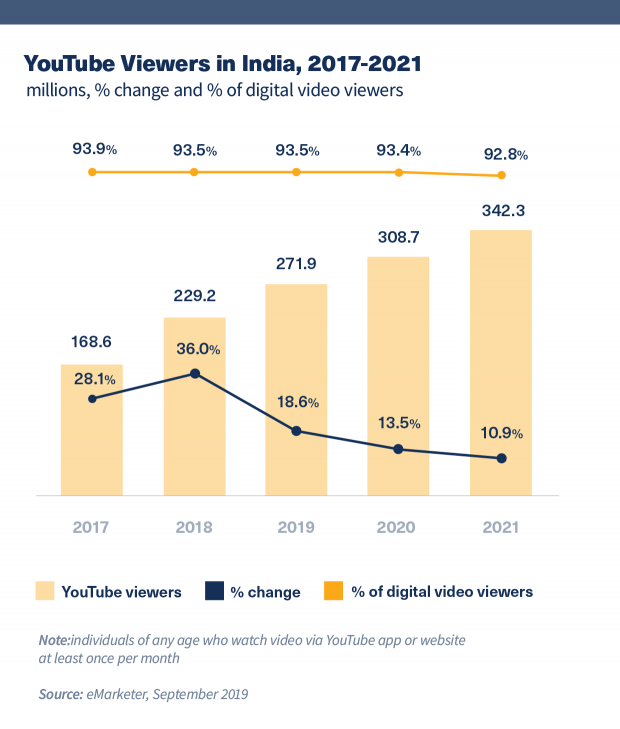 YouTube Viewers in India, 2017-2021
millions, % change and % of digital video viewers
93.9% 93.5% 93.5% 93.4% 92.8%
342.3
308.7
271.9
229.2
168.6
36.0%
28.1%
18.6%
13.5%
10.9%
2017 2018 2019 2020 2021
YouTube viewers % change % of digital video viewers
Note:individuals of any age who watch video via YouTube app or website
at least once per month
Source: eMarketer, September 2019